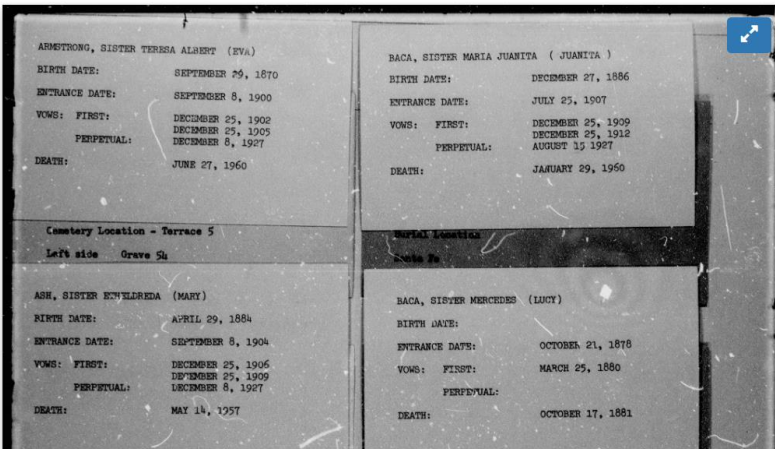 ARMSTRONG, SISTER TERESA ALBERT (EVA)
BIRTH DATE: SEPTEMBER 29, 1870
ENTRANCE DATE: SEPTEMBER 8, 1900
VOWS: FIRST: DECEMBER 25, 1902
DECEMBER 25, 1905
PERPETUAL: DECEMBER 8, 1927
DEATH: JUNE 27, 1960
Cemetery Location - Terrace 5
Left side Grave 54
ASH, SISTER ETHELDREDA (MARY)
BIRTH DATE: APRIL 29, 1884
ENTRANCE DATE: SEPTEMBER 8, 1904
VOWS: FIRST: DECEMBER 25, 1906
DECEMBER 25, 1909
PERPETUAL: DECEMBER 8, 1927
DEATH: MAY 14, 1957
BACA, SISTER MARIA JUANITA ( JUANITA )
BIRTH DATE: DECEMBER 27, 1886
ENTRANCE DATE: JULY 25, 1907
VOWS: FIRST: DECEMBER 25, 1909
DECEMBER 25, 1912
PERPETUAL: AUGUST 15 1927
DEATH: JANUARY 29, 1960
Burial Location
Santa Fe
BACA, SISTER MERCEDES (LUCY)
BIRTH DATE:
ENTRANCE DATE: OCTOBER 21, 1878
VOWS: FIRST: MARCH 25, 1880
PERPETUAL:
DEATH: OCTOBER 17, 1881